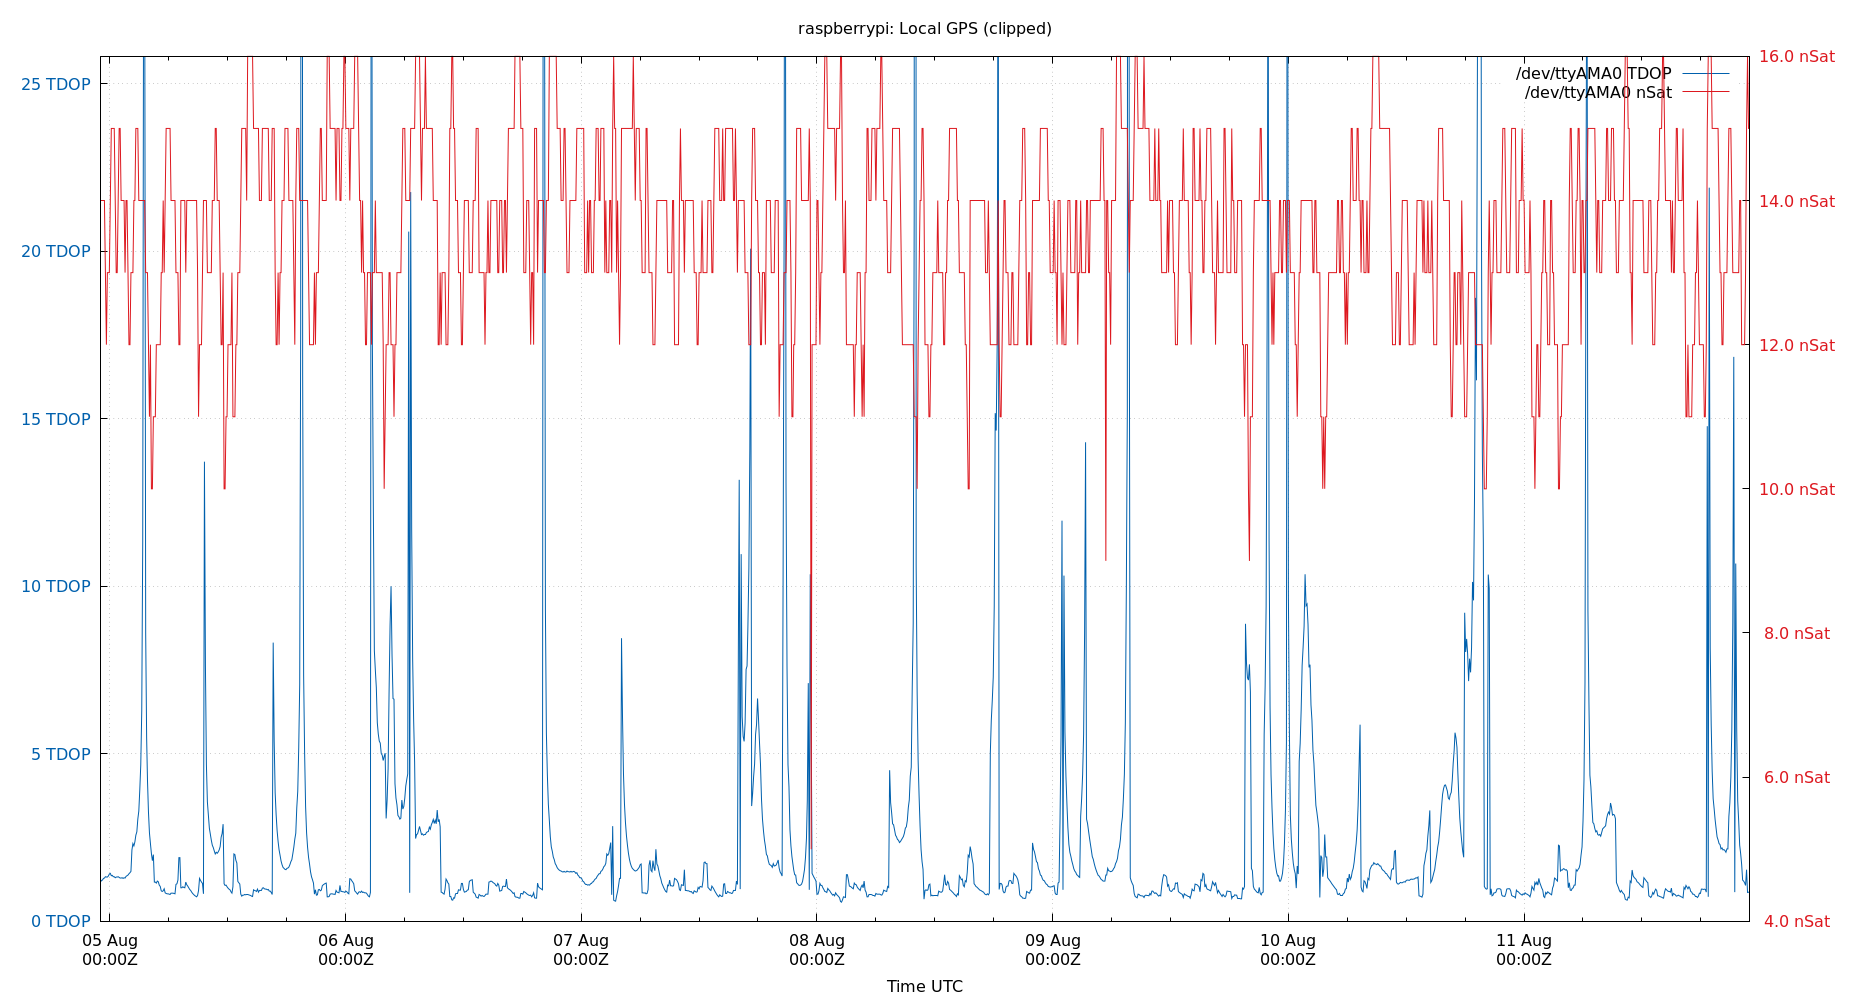 raspberrypi: Local GPS (clipped)
25 TDOP
20 TDOP
15 TDOP
10 TDOP
5 TDOP
0 TDOP
16.0 nSat
14.0 nSat
12.0 nSat
10.0 nSat
8.0 nSat
6.0 nSat
4.0 nSat
/dev/ttyAMA0 TDOP
/dev/ttyAMA0 nSat
05 Aug
00:00Z
06 Aug
00:00Z
07 Aug
00:00Z
08 Aug
00:00Z
09 Aug
00:00Z
10 Aug
00:00Z
11 Aug
00:00Z
Time UTC